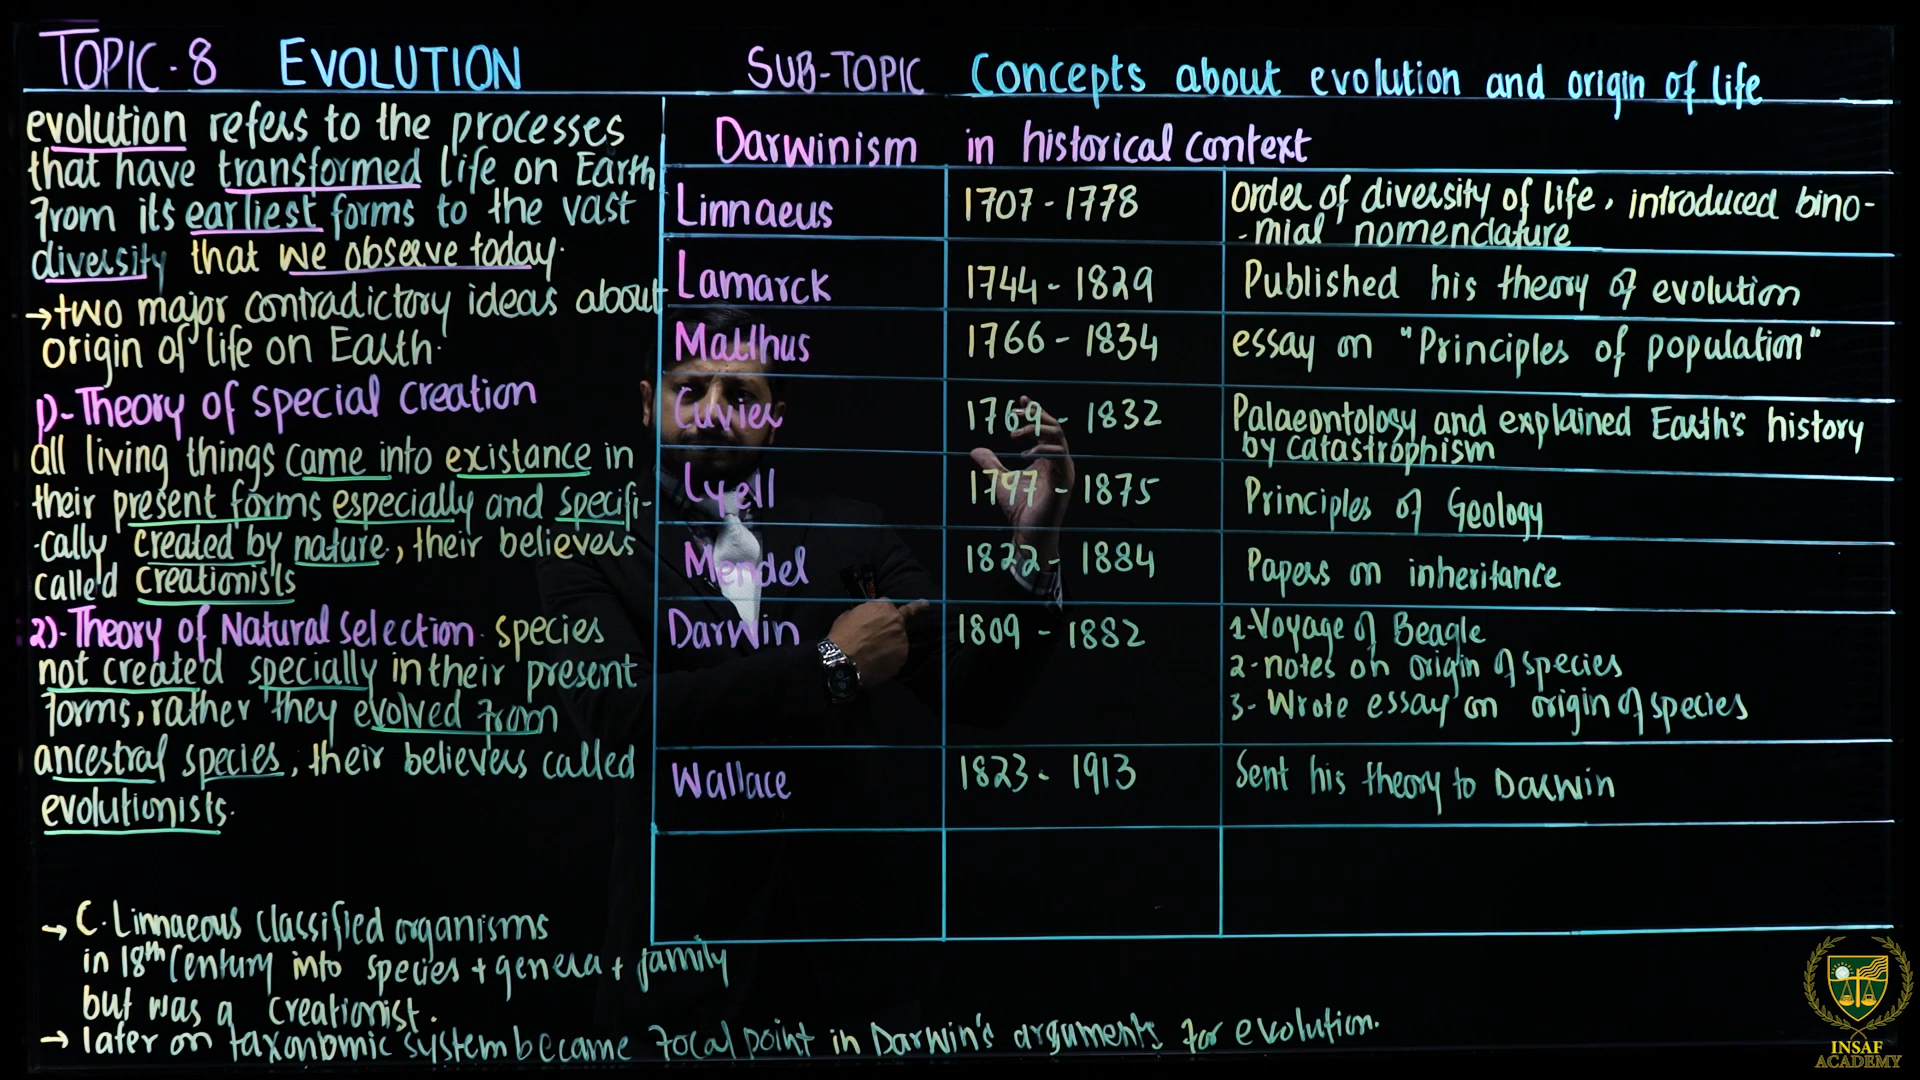 TOPIC-8 EVOLUTION SUB-TOPIC Concepts about evolution and origin of life
evolution refers to the processes
that have transformed life on Earth
from its earliest forms to the vast
diversity that we observe today.
→two major contradictory ideas about
origin of life on Earth.
1)-Theory of special creation
all living things came into existance in
their present forms especially and specifi-
-cally created by nature, their believers
called creationists
2)-Theory of Natural selection. species
not created specially in their present
forms, rather they evolved from
ancestral species, their believers called
evolutionists.
→ C. Linnaeous classified organisms
in 18th Century into species + genera + family
but was a creationist.
→ later on taxonomic system became focal point in Darwin's arguments for evolution.
Darwinism in historical context
Linnaeus 1707-1778 order of diversity of life, introduced bino-
-mial nomenclature
Lamarck 1744-1829 Published his theory of evolution
Malthus 1766-1834 essay on "Principles of population"
Cuvier 1769-1832 Palaeontology and explained Earth's history
by catastrophism
Lyell 1797-1875 Principles of Geology
Mendel 1822-1884 Papers on inheritance
Darwin 1809-1882 1-Voyage of Beagle
2-notes on origin of species
3-Wrote essay on origin of species
Wallace 1823-1913 Sent his theory to Darwin
INSAF
ACADEMY